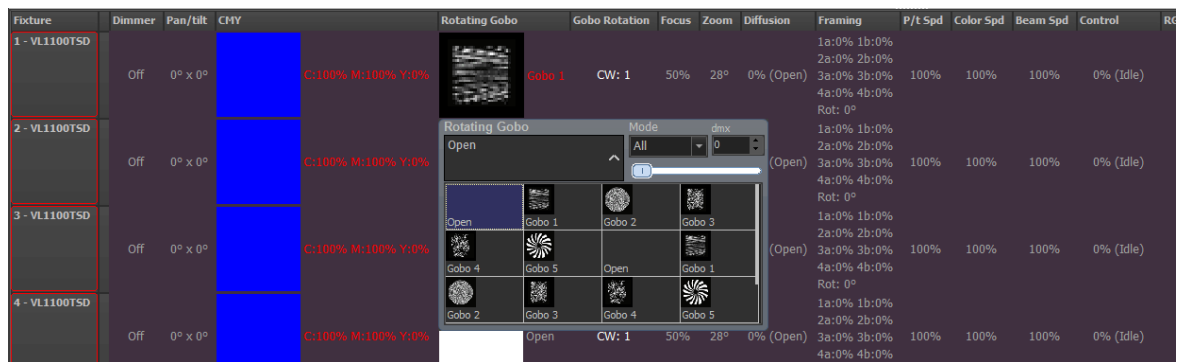 Fixture Dimmer Pan/tilt CMY Rotating Gobo Gobo Rotation Focus Zoom Diffusion Framing P/t Spd Color Spd Beam Spd Control RG
1 - VL1100TSD
Off 0° x 0° C:100% M:100% Y:0% Gobo 1 CW: 1 50% 28° 0% (Open)
1a:0% 1b:0%
2a:0% 2b:0%
3a:0% 3b:0%
4a:0% 4b:0%
Rot: 0°
100% 100% 100% 0% (Idle)
2 - VL1100TSD
Off 0° x 0° C:100% M:100% Y:0%
Rotating Gobo Mode dmx
Open All 0
(Open)
1a:0% 1b:0%
2a:0% 2b:0%
3a:0% 3b:0%
4a:0% 4b:0%
Rot: 0°
100% 100% 100% 0% (Idle)
Open Gobo 1 Gobo 2 Gobo 3
3 - VL1100TSD
Off 0° x 0° C:100% M:100% Y:0%
Gobo 4 Gobo 5 Open Gobo 1
(Open)
1a:0% 1b:0%
2a:0% 2b:0%
3a:0% 3b:0%
4a:0% 4b:0%
Rot: 0°
100% 100% 100% 0% (Idle)
Gobo 2 Gobo 3 Gobo 4 Gobo 5
4 - VL1100TSD
Off 0° x 0° C:100% M:100% Y:0% Open CW: 1 50% 28° 0% (Open)
1a:0% 1b:0%
2a:0% 2b:0%
3a:0% 3b:0%
4a:0% 4b:0%
100% 100% 100% 0% (Idle)